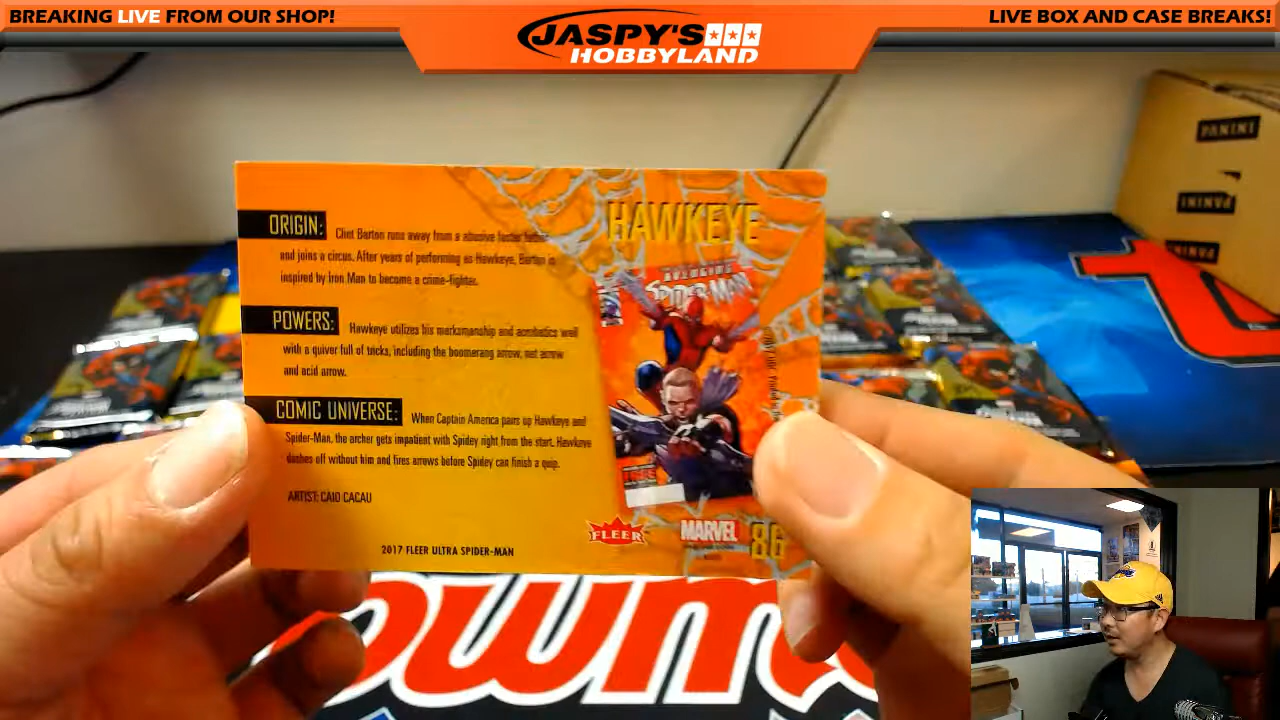 BREAKING LIVE FROM OUR SHOP!
JASPY'S
HOBBYLAND
LIVE BOX AND CASE BREAKS!
PANINI
PANINI
PANINI
HAWKEYE
ORIGIN: Clint Barton runs away from a abusive foster
and joins a circus. After years of performing as Hawkeye, Barton is
inspired by Iron Man to become a crime-fighter.
POWERS: Hawkeye utilizes his marksmanship and acrobatics well
with a quiver full of tricks, including the boomerang arrow, net arrow
and acid arrow.
COMIC UNIVERSE: When Captain America pairs up Hawkeye and
Spider-Man, the archer gets impatient with Spidey right from the start. Hawkeye
dashes off without him and fires arrows before Spidey can finish a quip.
ARTIST: CAIO CACAU
2017 FLEER ULTRA SPIDER-MAN
AVENGING
SPIDER-MAN
FLEER
MARVEL
86